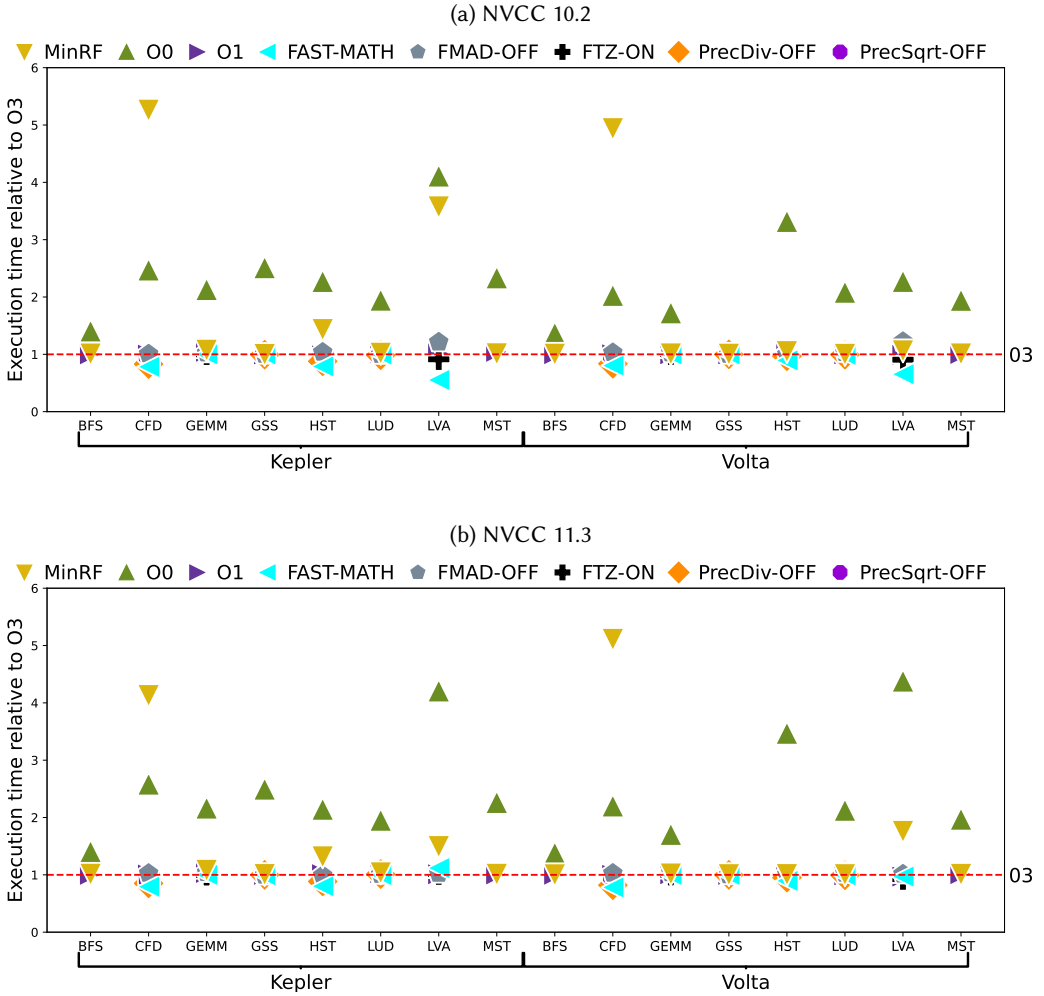 (a) NVCC 10.2
MinRF O0 O1 FAST-MATH FMAD-OFF FTZ-ON PrecDiv-OFF PrecSqrt-OFF
Execution time relative to O3
6
5
4
3
2
1
0
O3
BFS CFD GEMM GSS HST LUD LVA MST BFS CFD GEMM GSS HST LUD LVA MST
Kepler Volta
(b) NVCC 11.3
MinRF O0 O1 FAST-MATH FMAD-OFF FTZ-ON PrecDiv-OFF PrecSqrt-OFF
Execution time relative to O3
6
5
4
3
2
1
0
O3
BFS CFD GEMM GSS HST LUD LVA MST BFS CFD GEMM GSS HST LUD LVA MST
Kepler Volta